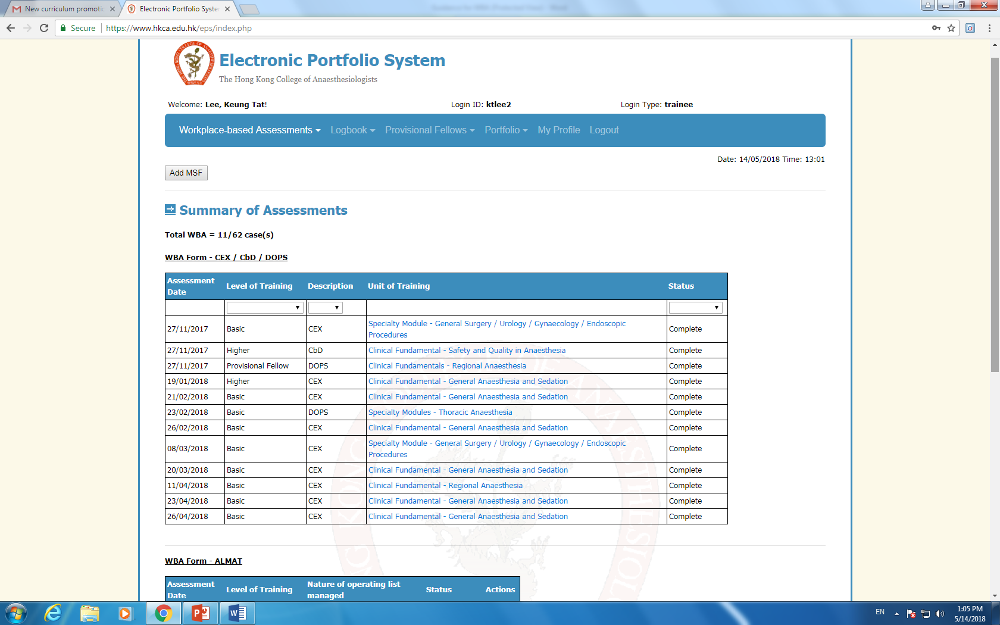 New curriculum promotic
Electronic Portfolio Syste
Secure
https://www.hkca.edu.hk/eps/index.php
Electronic Portfolio System
The Hong Kong College of Anaesthesiologists
Welcome: Lee, Keung Tat! Login ID: ktlee2 Login Type: trainee
Workplace-based Assessments Logbook Provisional Fellows Portfolio My Profile Logout
Date: 14/05/2018 Time: 13:01
Add MSF
Summary of Assessments
Total WBA = 11/62 case(s)
WBA Form - CEX / CbD / DOPS
Assessment Date Level of Training Description Unit of Training Status
27/11/2017 Basic CEX Specialty Module - General Surgery / Urology / Gynaecology / Endoscopic Procedures Complete
27/11/2017 Higher CbD Clinical Fundamental - Safety and Quality in Anaesthesia Complete
27/11/2017 Provisional Fellow DOPS Clinical Fundamentals - Regional Anaesthesia Complete
19/01/2018 Higher CEX Clinical Fundamental - General Anaesthesia and Sedation Complete
21/02/2018 Basic CEX Clinical Fundamental - General Anaesthesia and Sedation Complete
23/02/2018 Basic DOPS Specialty Modules - Thoracic Anaesthesia Complete
26/02/2018 Basic CEX Clinical Fundamental - General Anaesthesia and Sedation Complete
08/03/2018 Basic CEX Specialty Module - General Surgery / Urology / Gynaecology / Endoscopic Procedures Complete
20/03/2018 Basic CEX Clinical Fundamental - General Anaesthesia and Sedation Complete
11/04/2018 Basic CEX Clinical Fundamental - Regional Anaesthesia Complete
23/04/2018 Basic CEX Clinical Fundamental - General Anaesthesia and Sedation Complete
26/04/2018 Basic CEX Clinical Fundamental - General Anaesthesia and Sedation Complete
WBA Form - ALMAT
Assessment Date Level of Training Nature of operating list managed Status Actions
EN
1:05 PM
5/14/2018